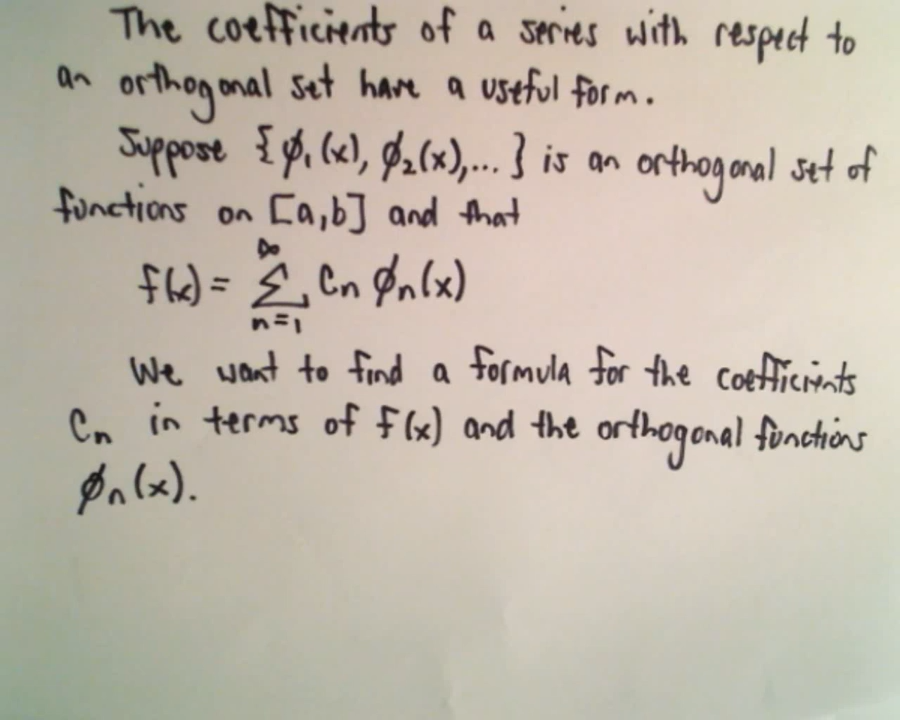 The coefficients of a series with respect to
an orthogonal set have a useful form.
Suppose {ϕ₁(x), ϕ₂(x),... } is an orthogonal set of
functions on [a,b] and that
f(x) = ∑_{n=1}^{∞} Cn ϕn(x)
We want to find a formula for the coefficients
Cn in terms of f(x) and the orthogonal functions
ϕn(x).